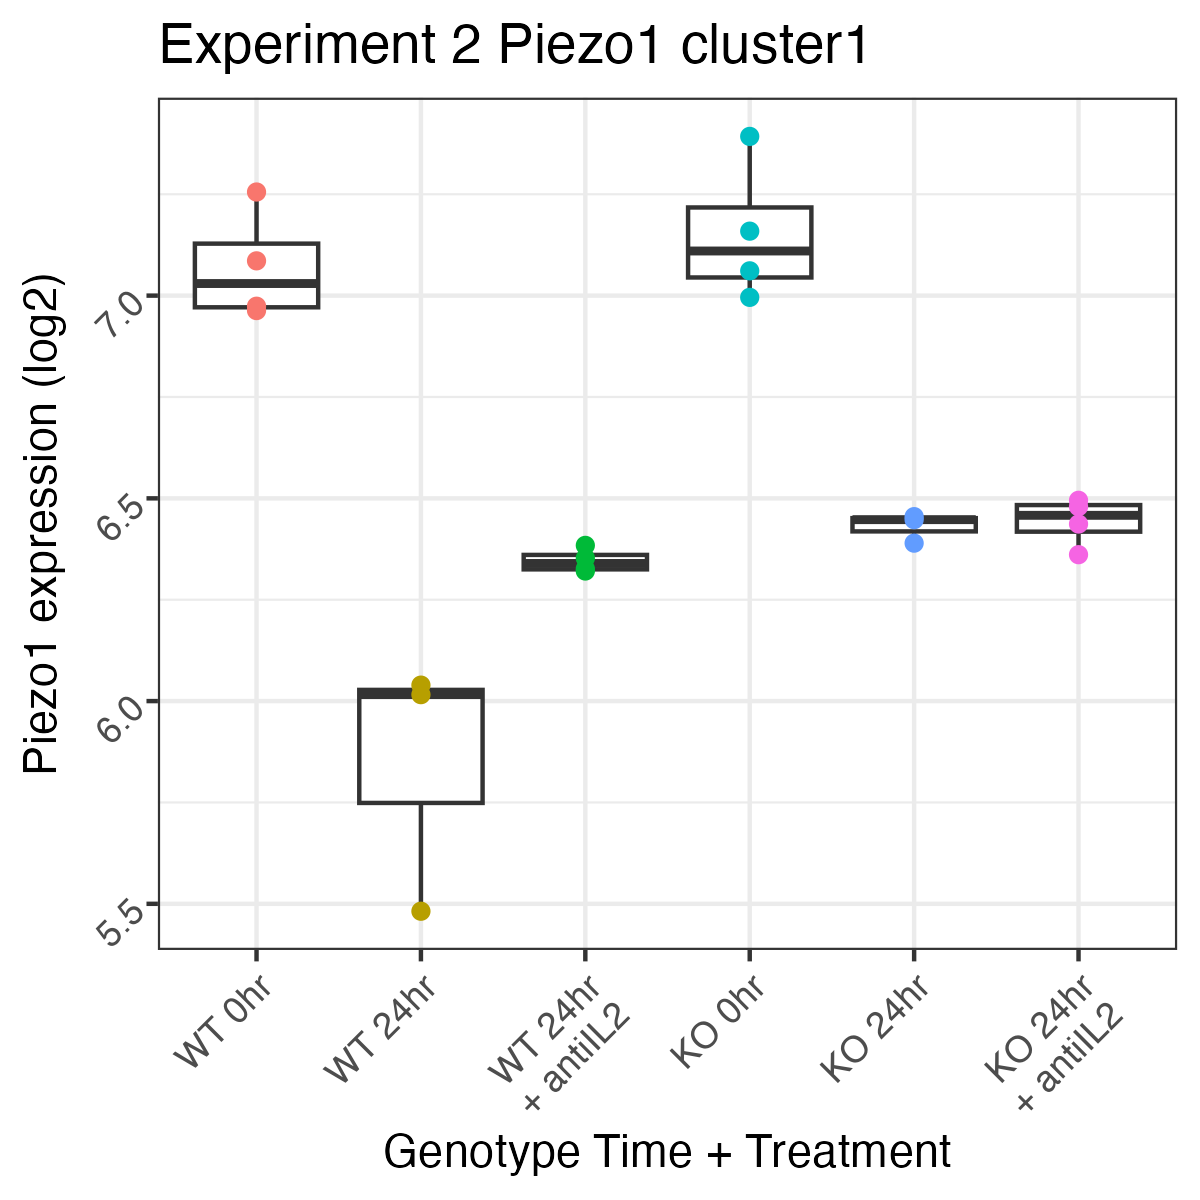 Experiment 2 Piezo1 cluster1
Piezo1 expression (log2)
7.0
6.5
6.0
5.5
WT 0hr
WT 24hr
WT 24hr
+ antiIL2
KO 0hr
KO 24hr
KO 24hr
+ antiIL2
Genotype Time + Treatment